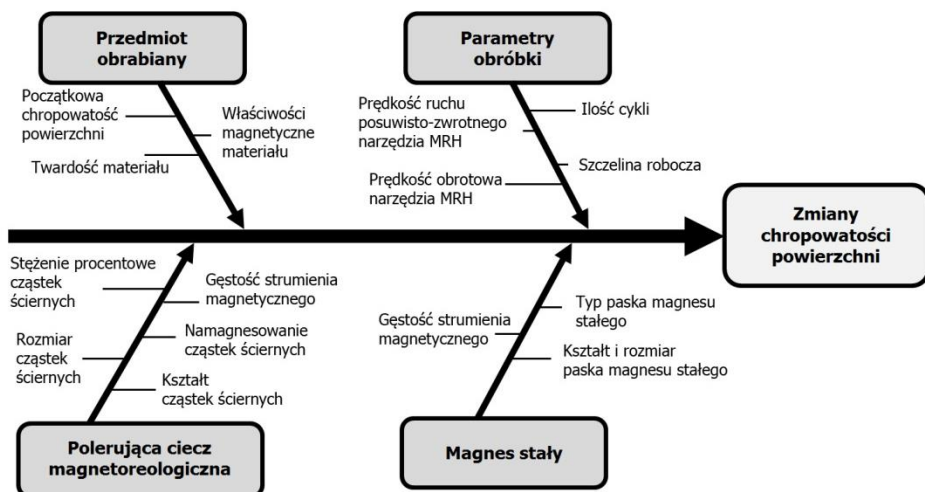 Przedmiot
obrabiany
Parametry
obróbki
Początkowa
chropowatość
powierzchni
Właściwości
magnetyczne
materiału
Twardość materiału
Prędkość ruchu
posuwisto-zwrotnego
narzędzia MRH
Ilość cykli
Szczelina robocza
Prędkość obrotowa
narzędzia MRH
Zmiany
chropowatości
powierzchni
Stężenie procentowe
cząstek
ściernych
Gęstość strumienia
magnetycznego
Rozmiar
cząstek
ściernych
Namagnesowanie
cząstek ściernych
Kształt
cząstek ściernych
Typ paska magnesu
stałego
Gęstość strumienia
magnetycznego
Kształt i rozmiar
paska magnesu stałego
Polerująca ciecz
magnetoreologiczna
Magnes stały